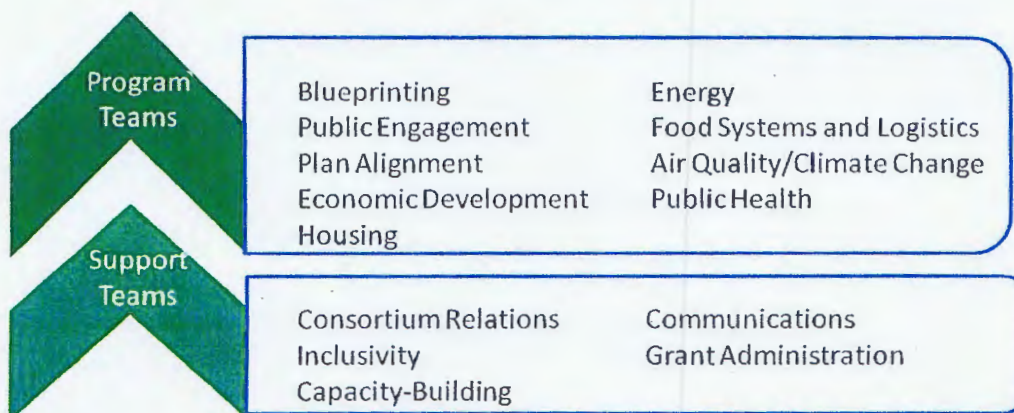 Program
Teams
Blueprinting
Public Engagement
Plan Alignment
Economic Development
Housing
Energy
Food Systems and Logistics
Air Quality/Climate Change
Public Health
Support
Teams
Consortium Relations
Inclusivity
Capacity-Building
Communications
Grant Administration